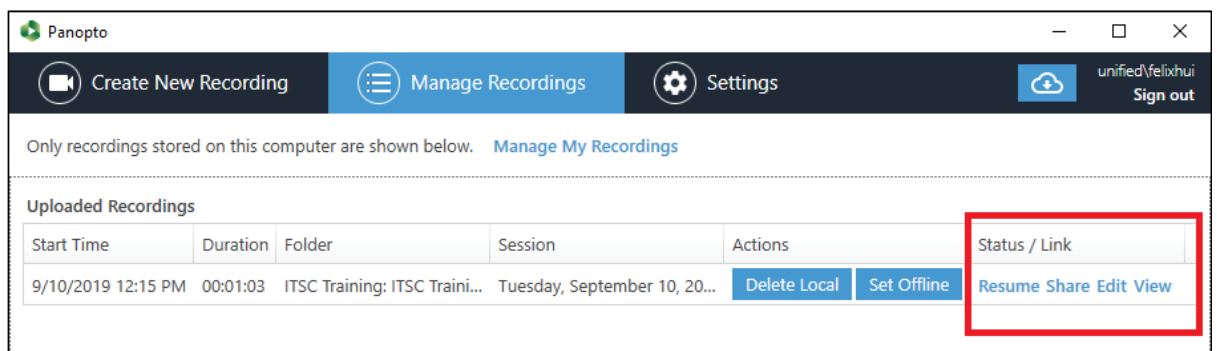 Panopto
Create New Recording
Manage Recordings
Settings
unified\felixhui
Sign out
Only recordings stored on this computer are shown below. Manage My Recordings
Uploaded Recordings
Start Time Duration Folder Session Actions Status / Link
9/10/2019 12:15 PM 00:01:03 ITSC Training: ITSC Traini... Tuesday, September 10, 20... Delete Local Set Offline Resume Share Edit View